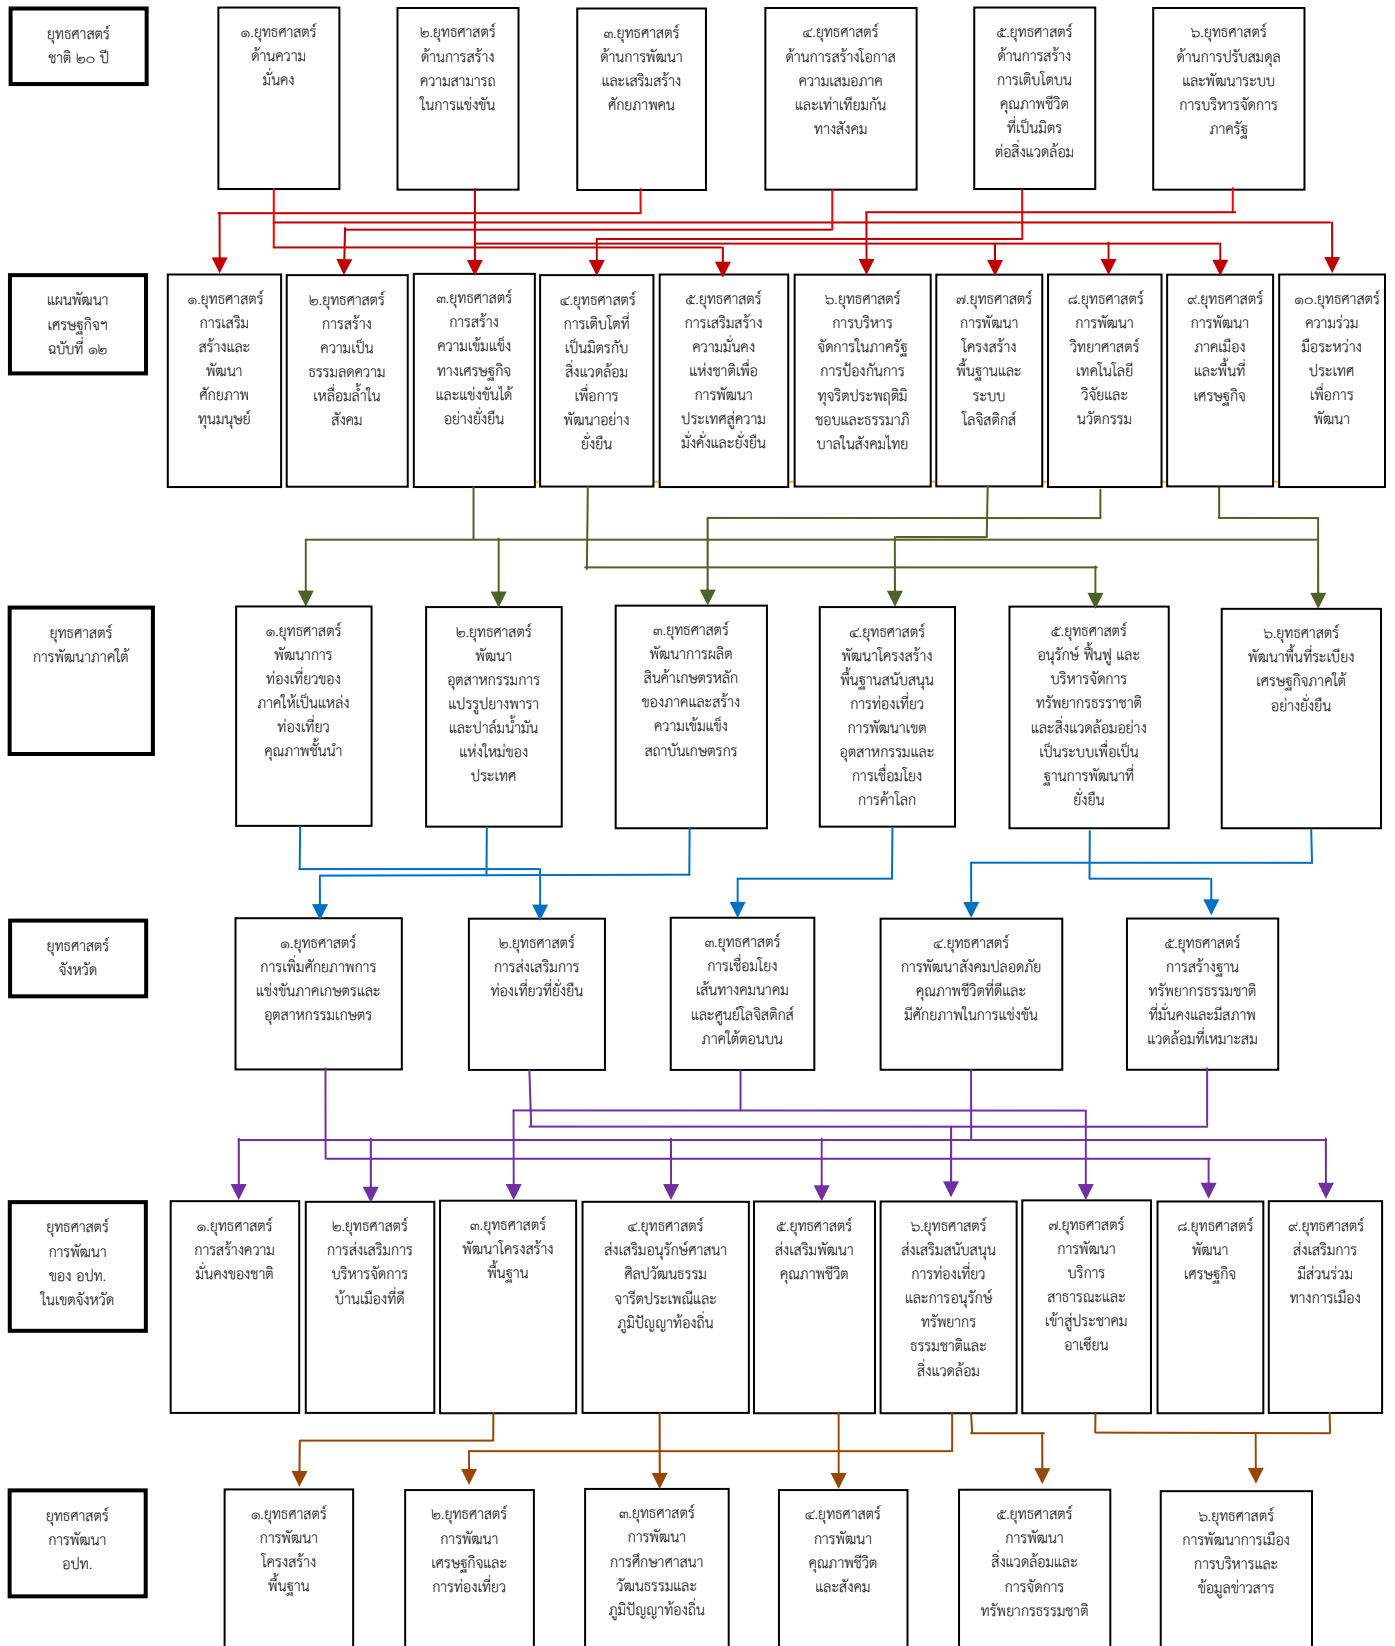 ยุทธศาสตร์
ชาติ ๒๐ ปี
๑.ยุทธศาสตร์
ด้านความ
มั่นคง
๒.ยุทธศาสตร์
ด้านการสร้าง
ความสามารถ
ในการแข่งขัน
๓.ยุทธศาสตร์
ด้านการพัฒนา
และเสริมสร้าง
ศักยภาพคน
๔.ยุทธศาสตร์
ด้านการสร้างโอกาส
ความเสมอภาค
และเท่าเทียมกัน
ทางสังคม
๕.ยุทธศาสตร์
ด้านการสร้าง
การเติบโตบน
คุณภาพชีวิต
ที่เป็นมิตร
ต่อสิ่งแวดล้อม
๖.ยุทธศาสตร์
ด้านการปรับสมดุล
และพัฒนาระบบ
การบริหารจัดการ
ภาครัฐ
แผนพัฒนา
เศรษฐกิจฯ
ฉบับที่ ๑๒
๑.ยุทธศาสตร์
การเสริม
สร้างและ
พัฒนา
ศักยภาพ
ทุนมนุษย์
๒.ยุทธศาสตร์
การสร้าง
ความเป็น
ธรรมลดความ
เหลื่อมล้ำใน
สังคม
๓.ยุทธศาสตร์
การสร้าง
ความเข้มแข็ง
ทางเศรษฐกิจ
และแข่งขันได้
อย่างยั่งยืน
๔.ยุทธศาสตร์
การเติบโตที่
เป็นมิตรกับ
สิ่งแวดล้อม
เพื่อการ
พัฒนาอย่าง
ยั่งยืน
๕.ยุทธศาสตร์
การเสริมสร้าง
ความมั่นคง
แห่งชาติเพื่อ
การพัฒนา
ประเทศสู่ความ
มั่งคั่งและยั่งยืน
๖.ยุทธศาสตร์
การบริหาร
จัดการในภาครัฐ
การป้องกันการ
ทุจริตประพฤติมิ
ชอบและธรรมาภิ
บาลในสังคมไทย
๗.ยุทธศาสตร์
การพัฒนา
โครงสร้าง
พื้นฐานและ
ระบบ
โลจิสติกส์
๘.ยุทธศาสตร์
การพัฒนา
วิทยาศาสตร์
เทคโนโลยี
วิจัยและ
นวัตกรรม
๙.ยุทธศาสตร์
การพัฒนา
ภาคเมือง
และพื้นที่
เศรษฐกิจ
๑๐.ยุทธศาสตร์
ความร่วม
มือระหว่าง
ประเทศ
เพื่อการ
พัฒนา
ยุทธศาสตร์
การพัฒนาภาคใต้
๑.ยุทธศาสตร์
พัฒนาการ
ท่องเที่ยวของ
ภาคให้เป็นแหล่ง
ท่องเที่ยว
คุณภาพชั้นนำ
๒.ยุทธศาสตร์
พัฒนา
อุตสาหกรรมการ
แปรรูปยางพารา
และปาล์มน้ำมัน
แห่งใหม่ของ
ประเทศ
๓.ยุทธศาสตร์
พัฒนาการผลิต
สินค้าเกษตรหลัก
ของภาคและสร้าง
ความเข้มแข็ง
สถาบันเกษตรกร
๔.ยุทธศาสตร์
พัฒนาโครงสร้าง
พื้นฐานสนับสนุน
การท่องเที่ยว
การพัฒนาเขต
อุตสาหกรรมและ
การเชื่อมโยง
การค้าโลก
๕.ยุทธศาสตร์
อนุรักษ์ ฟื้นฟู และ
บริหารจัดการ
ทรัพยากรธรราชาติ
และสิ่งแวดล้อมอย่าง
เป็นระบบเพื่อเป็น
ฐานการพัฒนาที่
ยั่งยืน
๖.ยุทธศาสตร์
พัฒนาพื้นที่ระเบียง
เศรษฐกิจภาคใต้
อย่างยั่งยืน
ยุทธศาสตร์
จังหวัด
๑.ยุทธศาสตร์
การเพิ่มศักยภาพการ
แข่งขันภาคเกษตรและ
อุตสาหกรรมเกษตร
๒.ยุทธศาสตร์
การส่งเสริมการ
ท่องเที่ยวที่ยั่งยืน
๓.ยุทธศาสตร์
การเชื่อมโยง
เส้นทางคมนาคม
และศูนย์โลจิสติกส์
ภาคใต้ตอนบน
๔.ยุทธศาสตร์
การพัฒนาสังคมปลอดภัย
คุณภาพชีวิตที่ดีและ
มีศักยภาพในการแข่งขัน
๕.ยุทธศาสตร์
การสร้างฐาน
ทรัพยากรธรรมชาติ
ที่มั่นคงและมีสภาพ
แวดล้อมที่เหมาะสม
ยุทธศาสตร์
การพัฒนา
ของ อปท.
ในเขตจังหวัด
๑.ยุทธศาสตร์
การสร้างความ
มั่นคงของชาติ
๒.ยุทธศาสตร์
การส่งเสริมการ
บริหารจัดการ
บ้านเมืองที่ดี
๓.ยุทธศาสตร์
พัฒนาโครงสร้าง
พื้นฐาน
๔.ยุทธศาสตร์
ส่งเสริมอนุรักษ์ศาสนา
ศิลปวัฒนธรรม
จารีตประเพณีและ
ภูมิปัญญาท้องถิ่น
๕.ยุทธศาสตร์
ส่งเสริมพัฒนา
คุณภาพชีวิต
๖.ยุทธศาสตร์
ส่งเสริมสนับสนุน
การท่องเที่ยว
และการอนุรักษ์
ทรัพยากร
ธรรมชาติและ
สิ่งแวดล้อม
๗.ยุทธศาสตร์
การพัฒนา
บริการ
สาธารณะและ
เข้าสู่ประชาคม
อาเซียน
๘.ยุทธศาสตร์
พัฒนา
เศรษฐกิจ
๙.ยุทธศาสตร์
ส่งเสริมการ
มีส่วนร่วม
ทางการเมือง
ยุทธศาสตร์
การพัฒนา
อปท.
๑.ยุทธศาสตร์
การพัฒนา
โครงสร้าง
พื้นฐาน
๒.ยุทธศาสตร์
การพัฒนา
เศรษฐกิจและ
การท่องเที่ยว
๓.ยุทธศาสตร์
การพัฒนา
การศึกษาศาสนา
วัฒนธรรมและ
ภูมิปัญญาท้องถิ่น
๔.ยุทธศาสตร์
การพัฒนา
คุณภาพชีวิต
และสังคม
๕.ยุทธศาสตร์
การพัฒนา
สิ่งแวดล้อมและ
การจัดการ
ทรัพยากรธรรมชาติ
๖.ยุทธศาสตร์
การพัฒนาการเมือง
การบริหารและ
ข้อมูลข่าวสาร